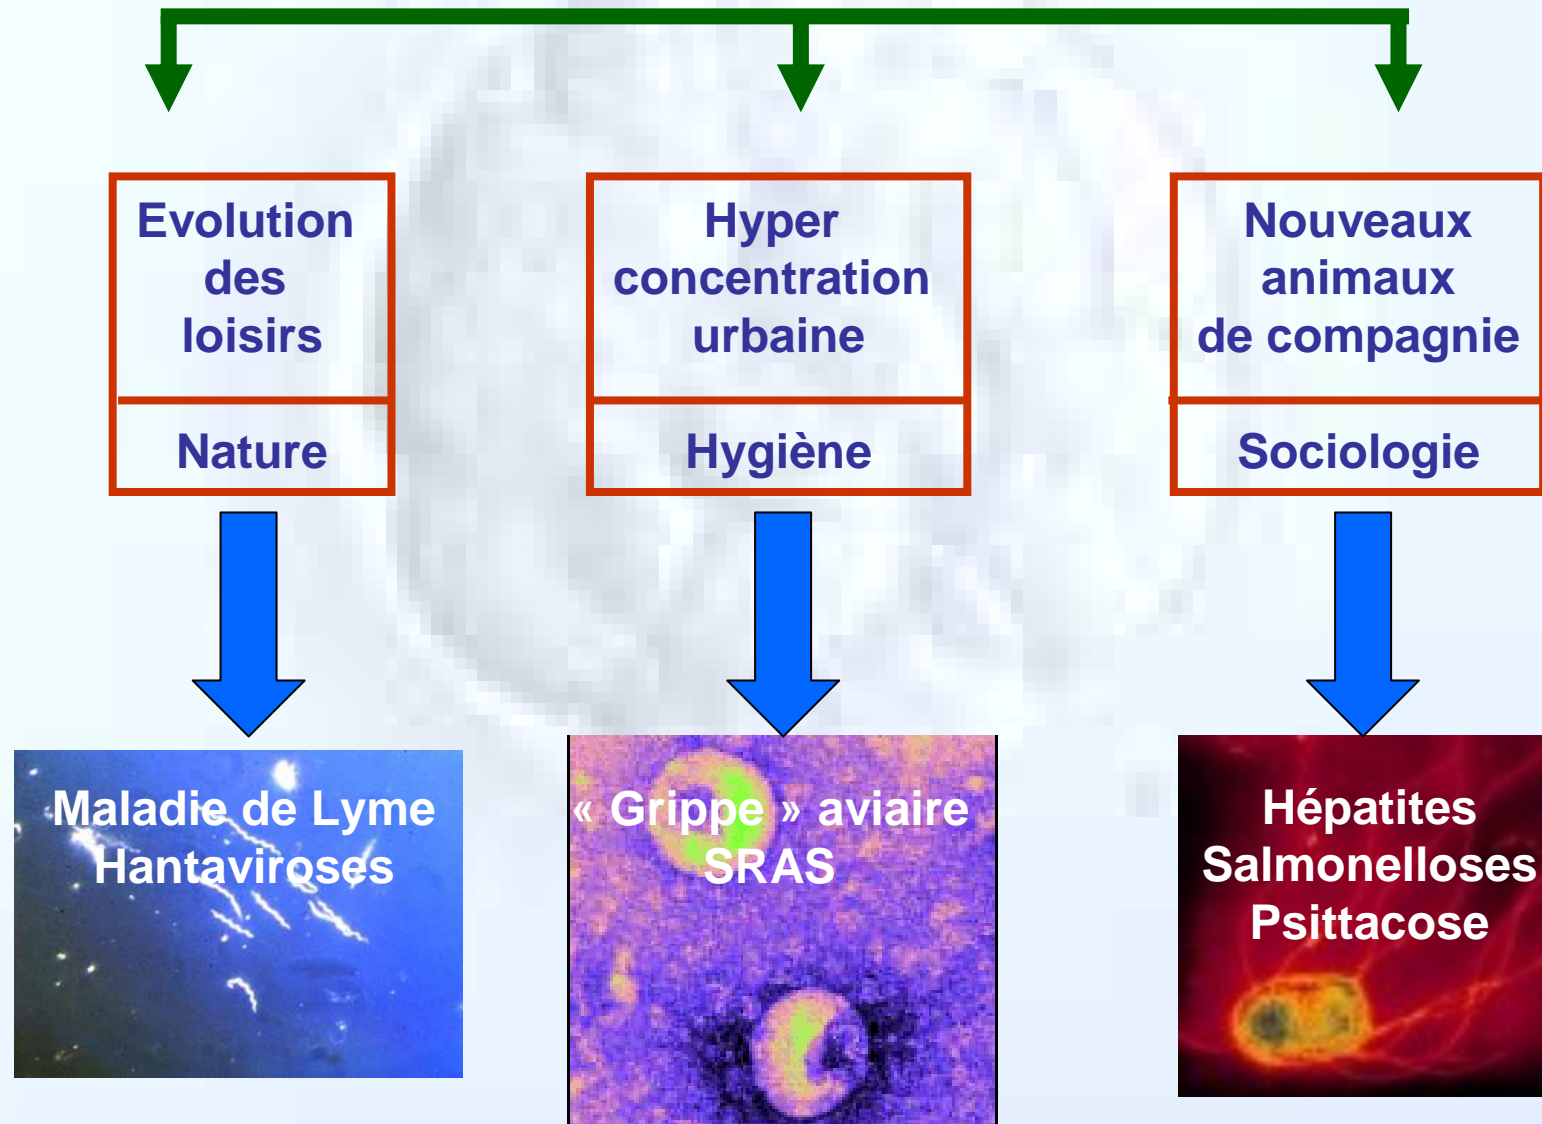 Evolution
des
loisirs
Nature
Hyper
concentration
urbaine
Hygiène
Nouveaux
animaux
de compagnie
Sociologie
Maladie de Lyme
Hantaviroses
« Grippe » aviaire
SRAS
Hépatites
Salmonelloses
Psittacose